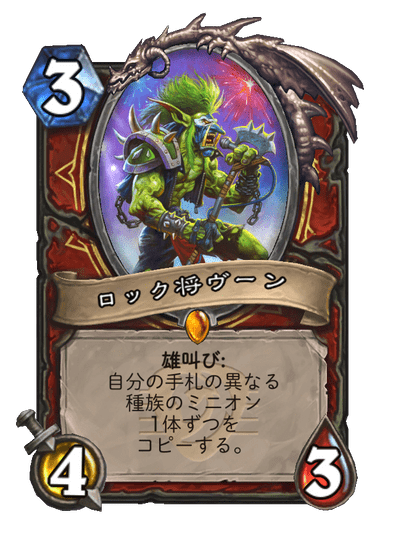 3
ロック将ヴーン
雄叫び:
自分の手札の異なる
種族のミニオン
1体ずつを
コピーする。
4
3